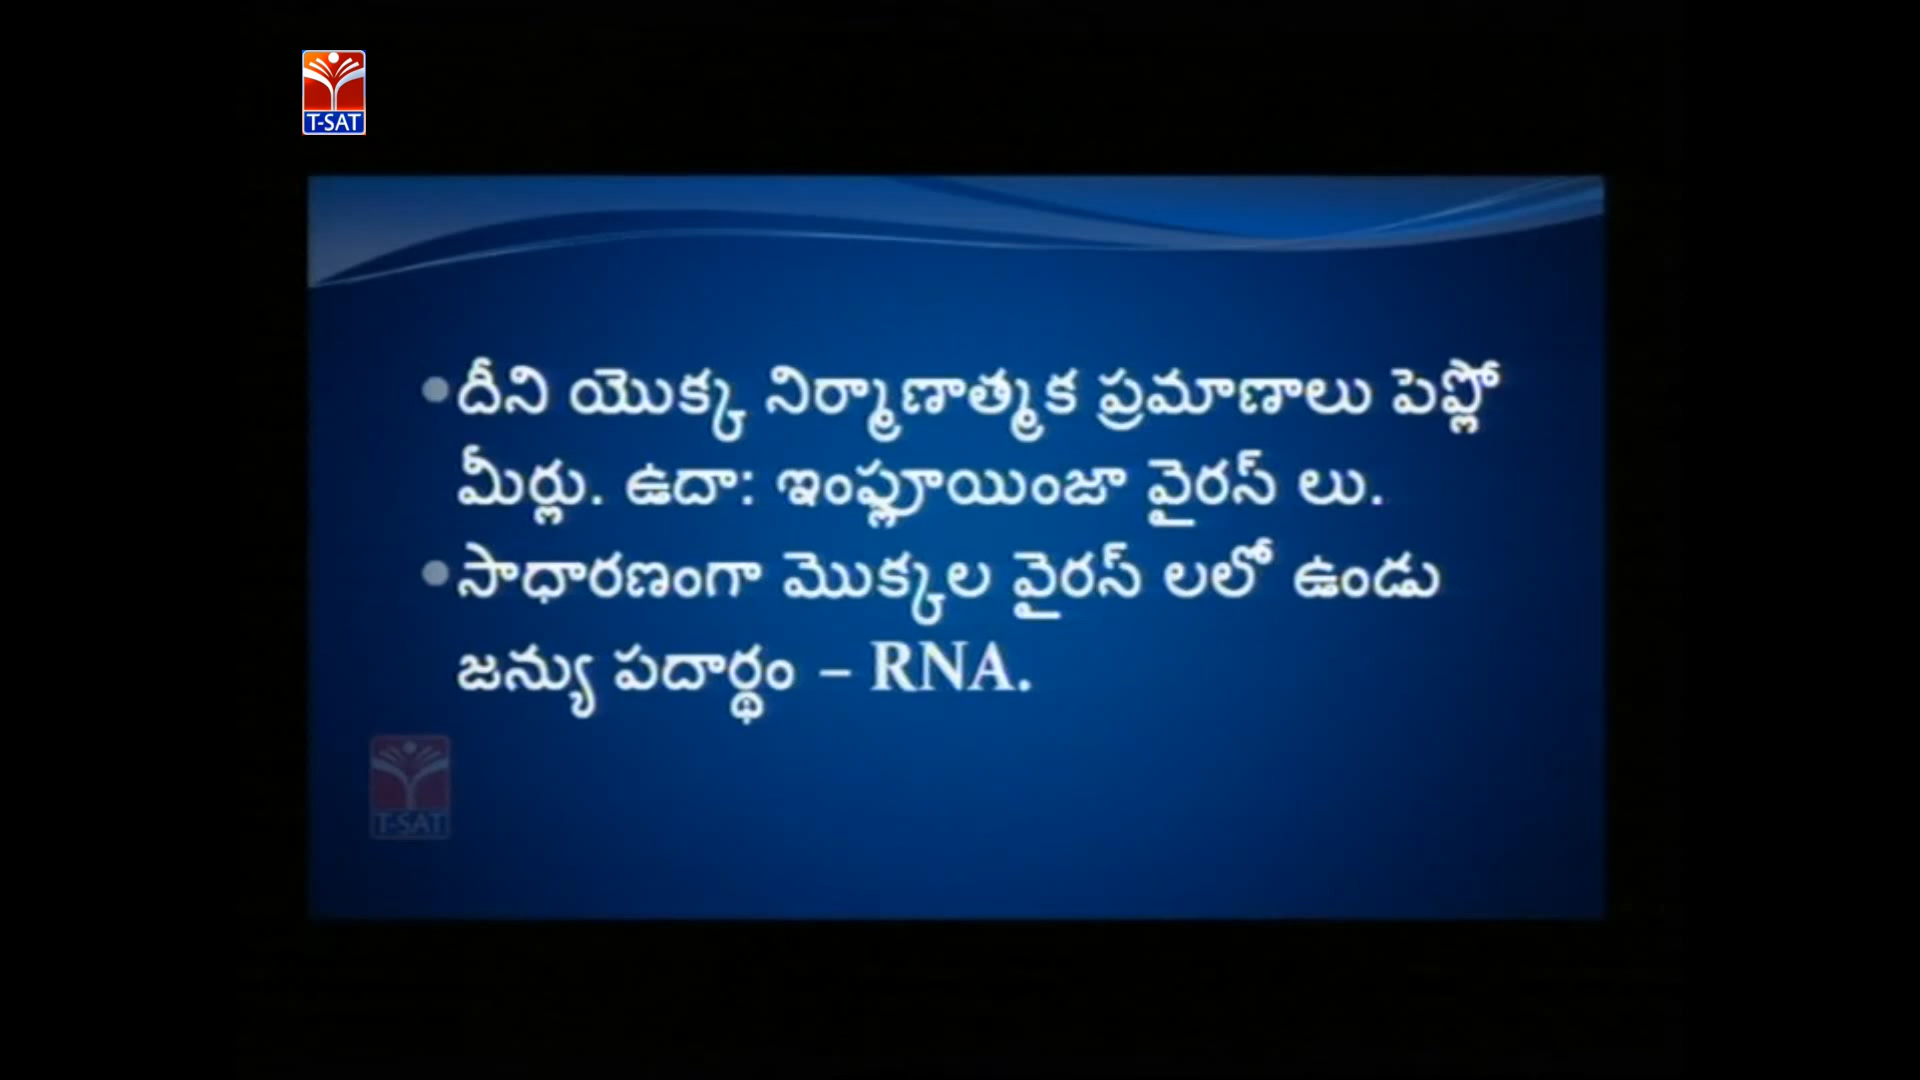 T-SAT
•దీని యొక్క నిర్మాణాత్మక ప్రమాణాలు పెప్లో
మీర్లు. ఉదా: ఇంఫ్లూయింజా వైరస్ లు.
•సాధారణంగా మొక్కల వైరస్ లలో ఉండు
జన్యు పదార్థం – RNA.
T-SAT